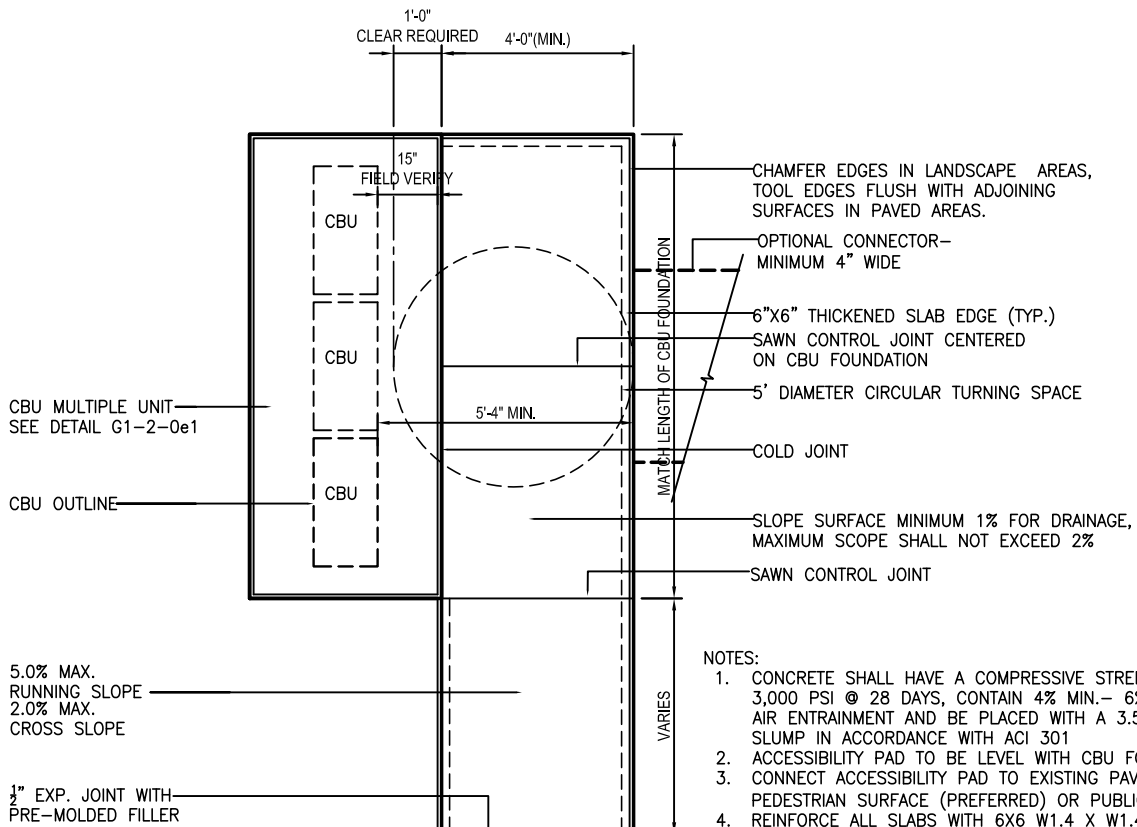 1'-0"
CLEAR REQUIRED
4'-0"(MIN.)
15"
FIELD VERIFY
CBU
CBU
CBU
5'-4" MIN.
MATCH LENGTH OF CBU FOUNDATION
VARIES
CBU MULTIPLE UNIT
SEE DETAIL G1-2-0e1
CBU OUTLINE
5.0% MAX.
RUNNING SLOPE
2.0% MAX.
CROSS SLOPE
½" EXP. JOINT WITH
PRE-MOLDED FILLER
CHAMFER EDGES IN LANDSCAPE AREAS,
TOOL EDGES FLUSH WITH ADJOINING
SURFACES IN PAVED AREAS.
OPTIONAL CONNECTOR-
MINIMUM 4" WIDE
6"X6" THICKENED SLAB EDGE (TYP.)
SAWN CONTROL JOINT CENTERED
ON CBU FOUNDATION
5' DIAMETER CIRCULAR TURNING SPACE
COLD JOINT
SLOPE SURFACE MINIMUM 1% FOR DRAINAGE,
MAXIMUM SCOPE SHALL NOT EXCEED 2%
SAWN CONTROL JOINT
NOTES:
1. CONCRETE SHALL HAVE A COMPRESSIVE
3,000 PSI @ 28 DAYS, CONTAIN 4% MIN.-
AIR ENTRAINMENT AND BE PLACED WITH A 3.5
SLUMP IN ACCORDANCE WITH ACI 301
2. ACCESSIBILITY PAD TO BE LEVEL WITH CBU
3. CONNECT ACCESSIBILITY PAD TO EXISTING
PEDESTRIAN SURFACE (PREFERRED) OR
4. REINFORCE ALL SLABS WITH 6X6 W1.4 X W1.4